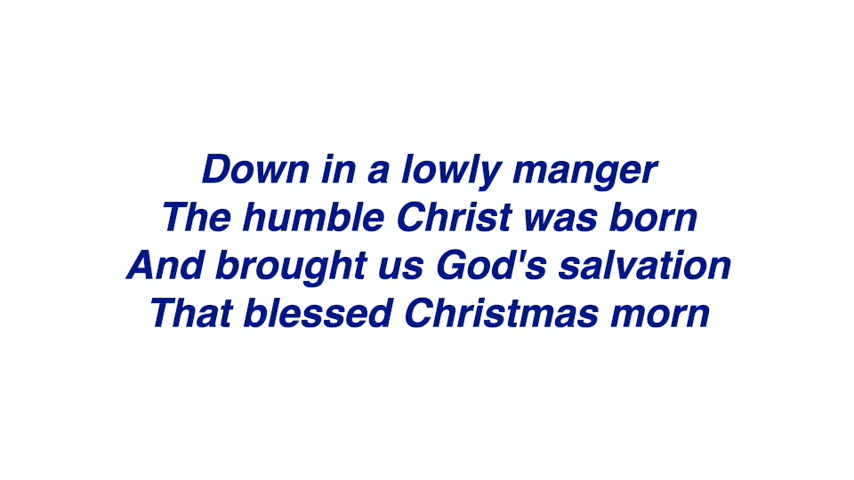 Down in a lowly manger
The humble Christ was born
And brought us God's salvation
That blessed Christmas morn